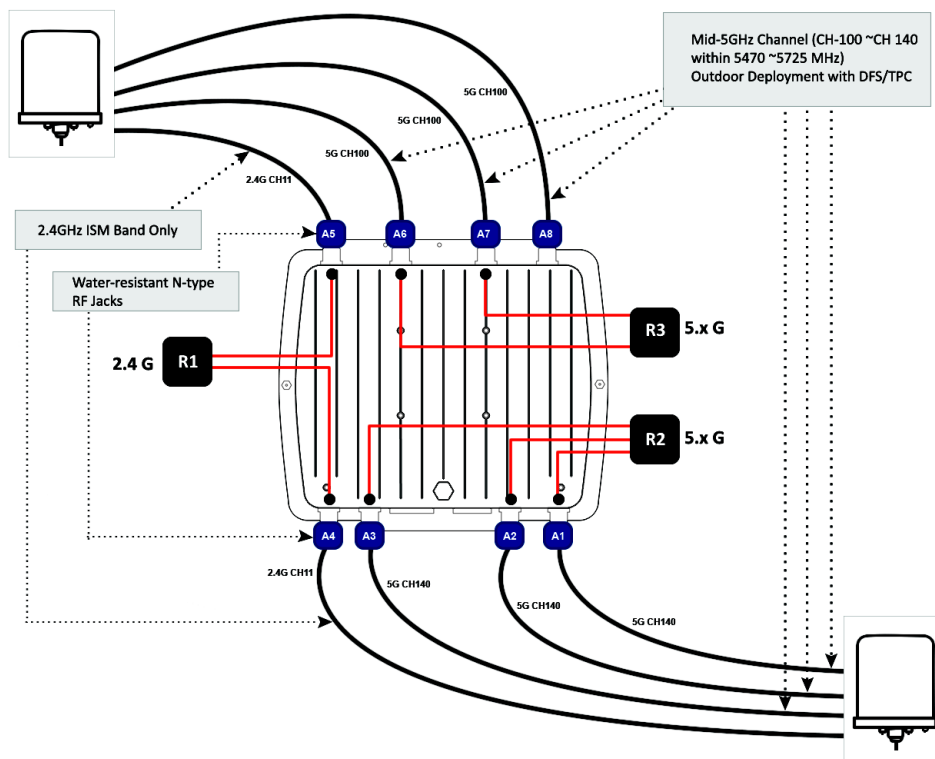 Mid-5GHz Channel (CH-100 ~CH 140
within 5470 ~5725 MHz)
Outdoor Deployment with DFS/TPC
5G CH100
5G CH100
5G CH100
2.4G CH11
2.4GHz ISM Band Only
A5
A6
A7
A8
Water-resistant N-type
RF Jacks
R3
5.x G
2.4 G
R1
R2
5.x G
A4
A3
A2
A1
2.4G CH11
5G CH140
5G CH140
5G CH140